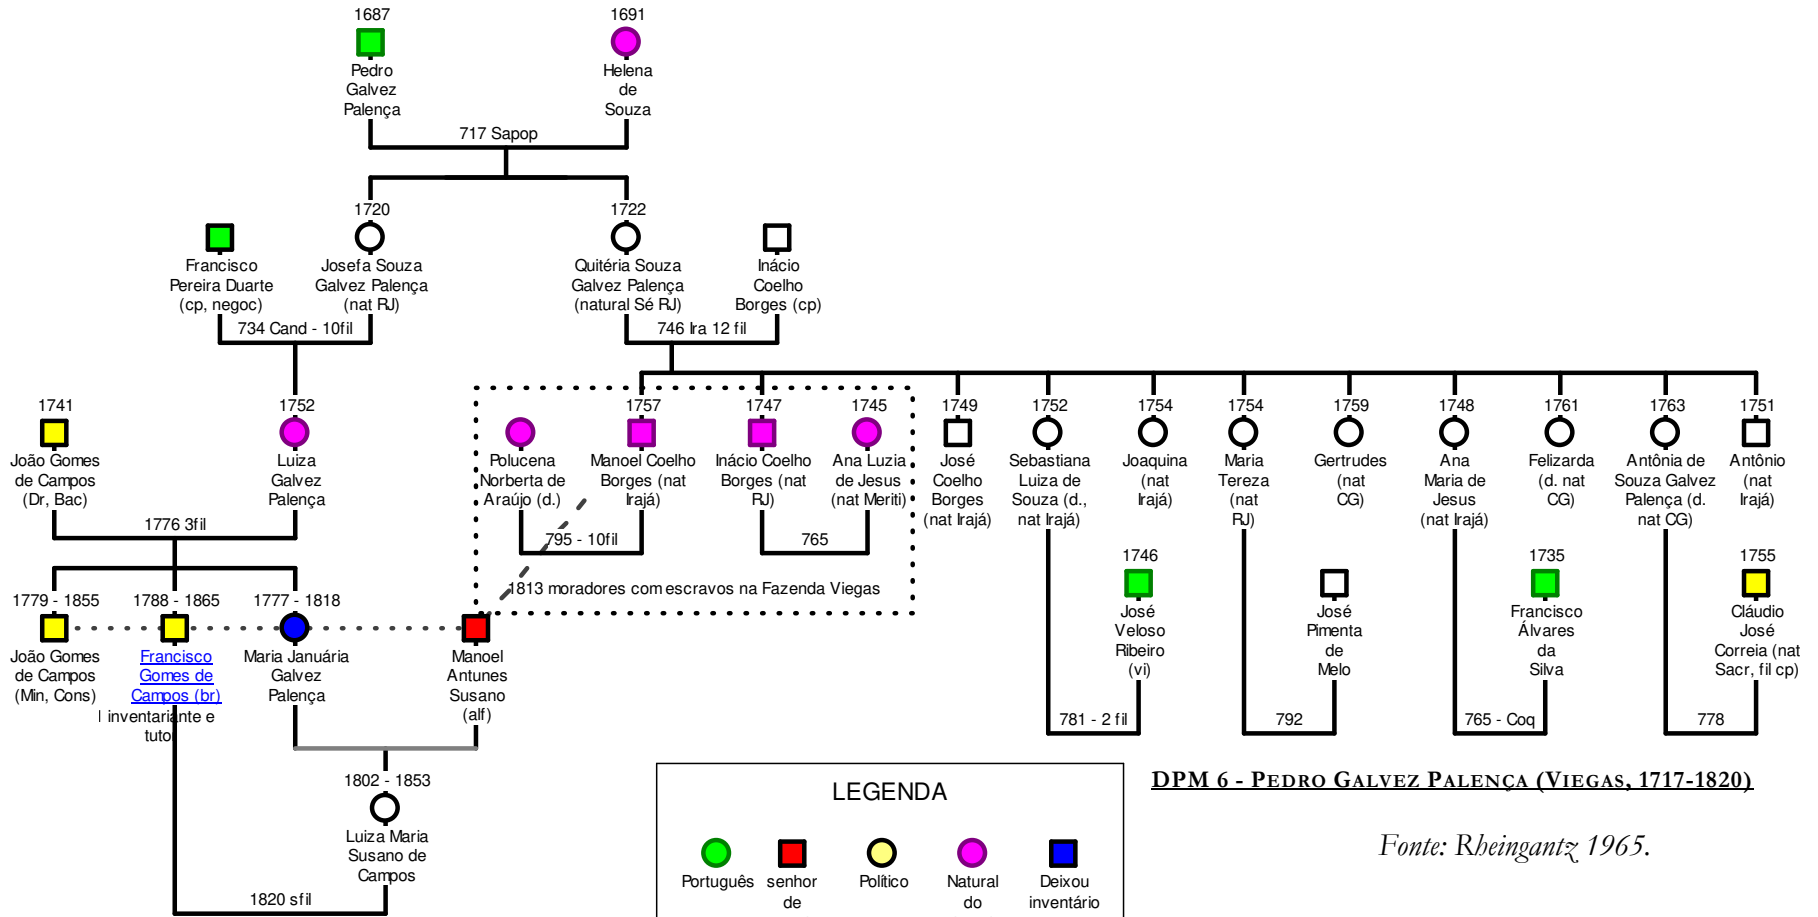 1687
1691
Pedro
Galvez
Palença
Helena
de
Souza
717 Sapop
1720
1722
Francisco
Pereira Duarte
(cp, negoc)
Josefa Souza
Galvez Palença
(nat RJ)
Quitéria Souza
Galvez Palença
(natural Sé RJ)
Inácio
Coelho
Borges (cp)
734 Cand - 10fil
746 Ira 12 fil
1741
1752
1757
1747
1745
1749
1752
1754
1754
1759
1748
1761
1763
1751
João Gomes
de Campos
(Dr, Bac)
Luiza
Galvez
Palença
Polucena
Norberta de
Araújo (d.)
Manoel Coelho
Borges (nat
Irajá)
Inácio Coelho
Borges (nat
RJ)
Ana Luzia
de Jesus
(nat Meriti)
José
Coelho
Borges
(nat Irajá)
Sebastiana
Luiza de
Souza (d.,
nat Irajá)
Joaquina
(nat
Irajá)
Maria
Tereza
(nat
RJ)
Gertrudes
(nat
CG)
Ana
Maria de
Jesus
(nat Irajá)
Felizarda
(d. nat
CG)
Antônia de
Souza Galvez
Palença (d.
nat CG)
Antônio
(nat
Irajá)
1776 3fil
795 - 10fil
765
1813 moradores com escravos na Fazenda Viegas
1746
José
Veloso
Ribeiro
(vi)
José
Pimenta
de
Melo
1735
Francisco
Álvares
da
Silva
1755
Cláudio
José
Correia (nat
Sacr, fil cp)
781 - 2 fil
792
765 - Coq
778
1779 - 1855
1788 - 1865
1777 - 1818
João Gomes
de Campos
(Min, Cons)
Francisco
Gomes de
Campos (br)
inventariante e
tutor
Maria Januária
Galvez
Palença
Manoel
Antunes
Susano
(alf)
1802 - 1853
Luiza Maria
Susano de
Campos
1820 sfil
LEGENDA
Português
senhor
de
Político
Natural
do
Deixou
inventário
DPM 6 - PEDRO GALVEZ PALENÇA (VIEGAS, 1717-1820)
Fonte: Rheingantz 1965.